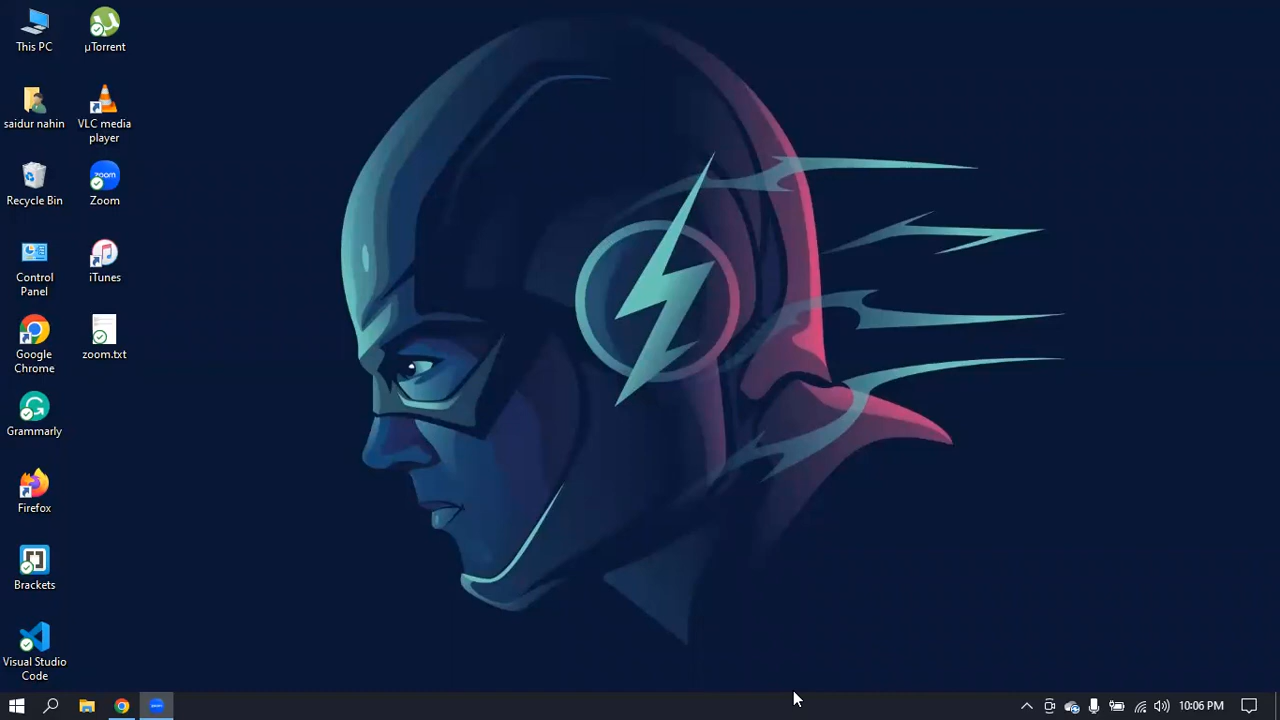 This PC
µTorrent
saidur nahin
VLC media
player
Recycle Bin
zoom
Zoom
Control
Panel
iTunes
Google
Chrome
zoom.txt
Grammarly
Firefox
Brackets
Visual Studio
Code
10:06 PM